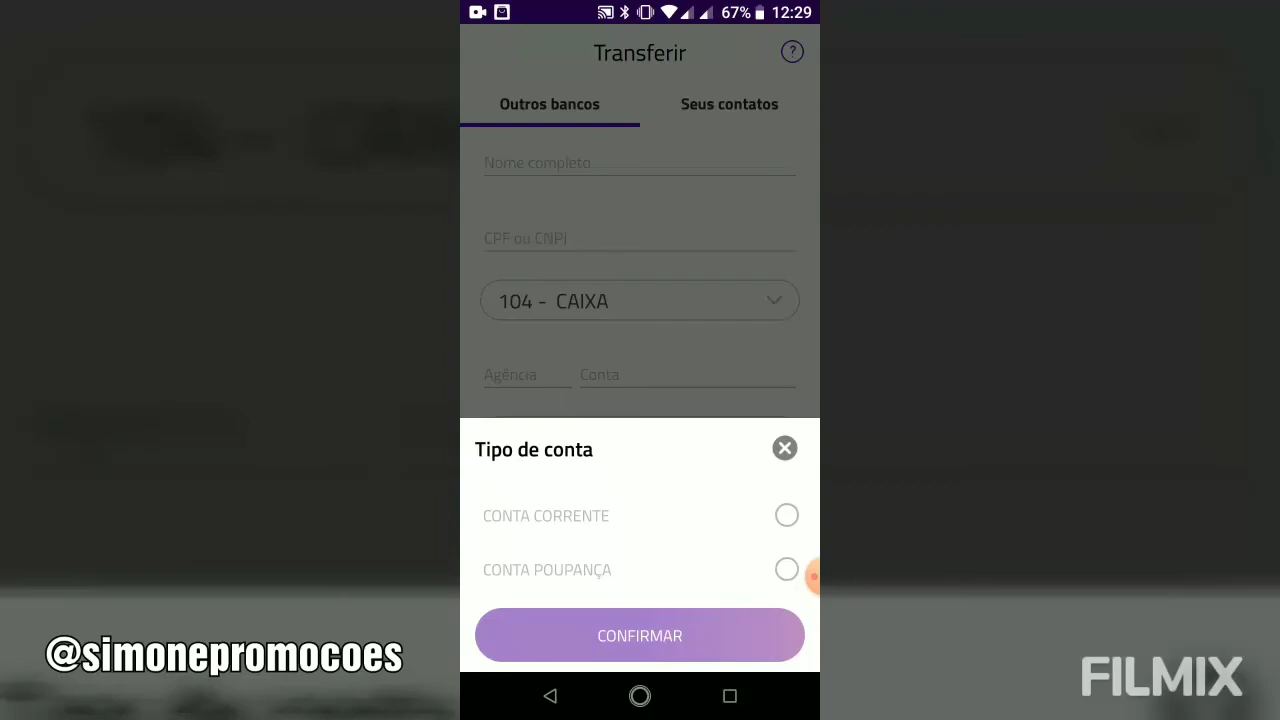 67% 12:29
Transferir
?
Outros bancos
Seus contatos
Nome completo
CPF ou CNPJ
104 - CAIXA
Agência
Conta
Tipo de conta
CONTA CORRENTE
CONTA POUPANÇA
CONFIRMAR
@simonepromocoes
FILMIX